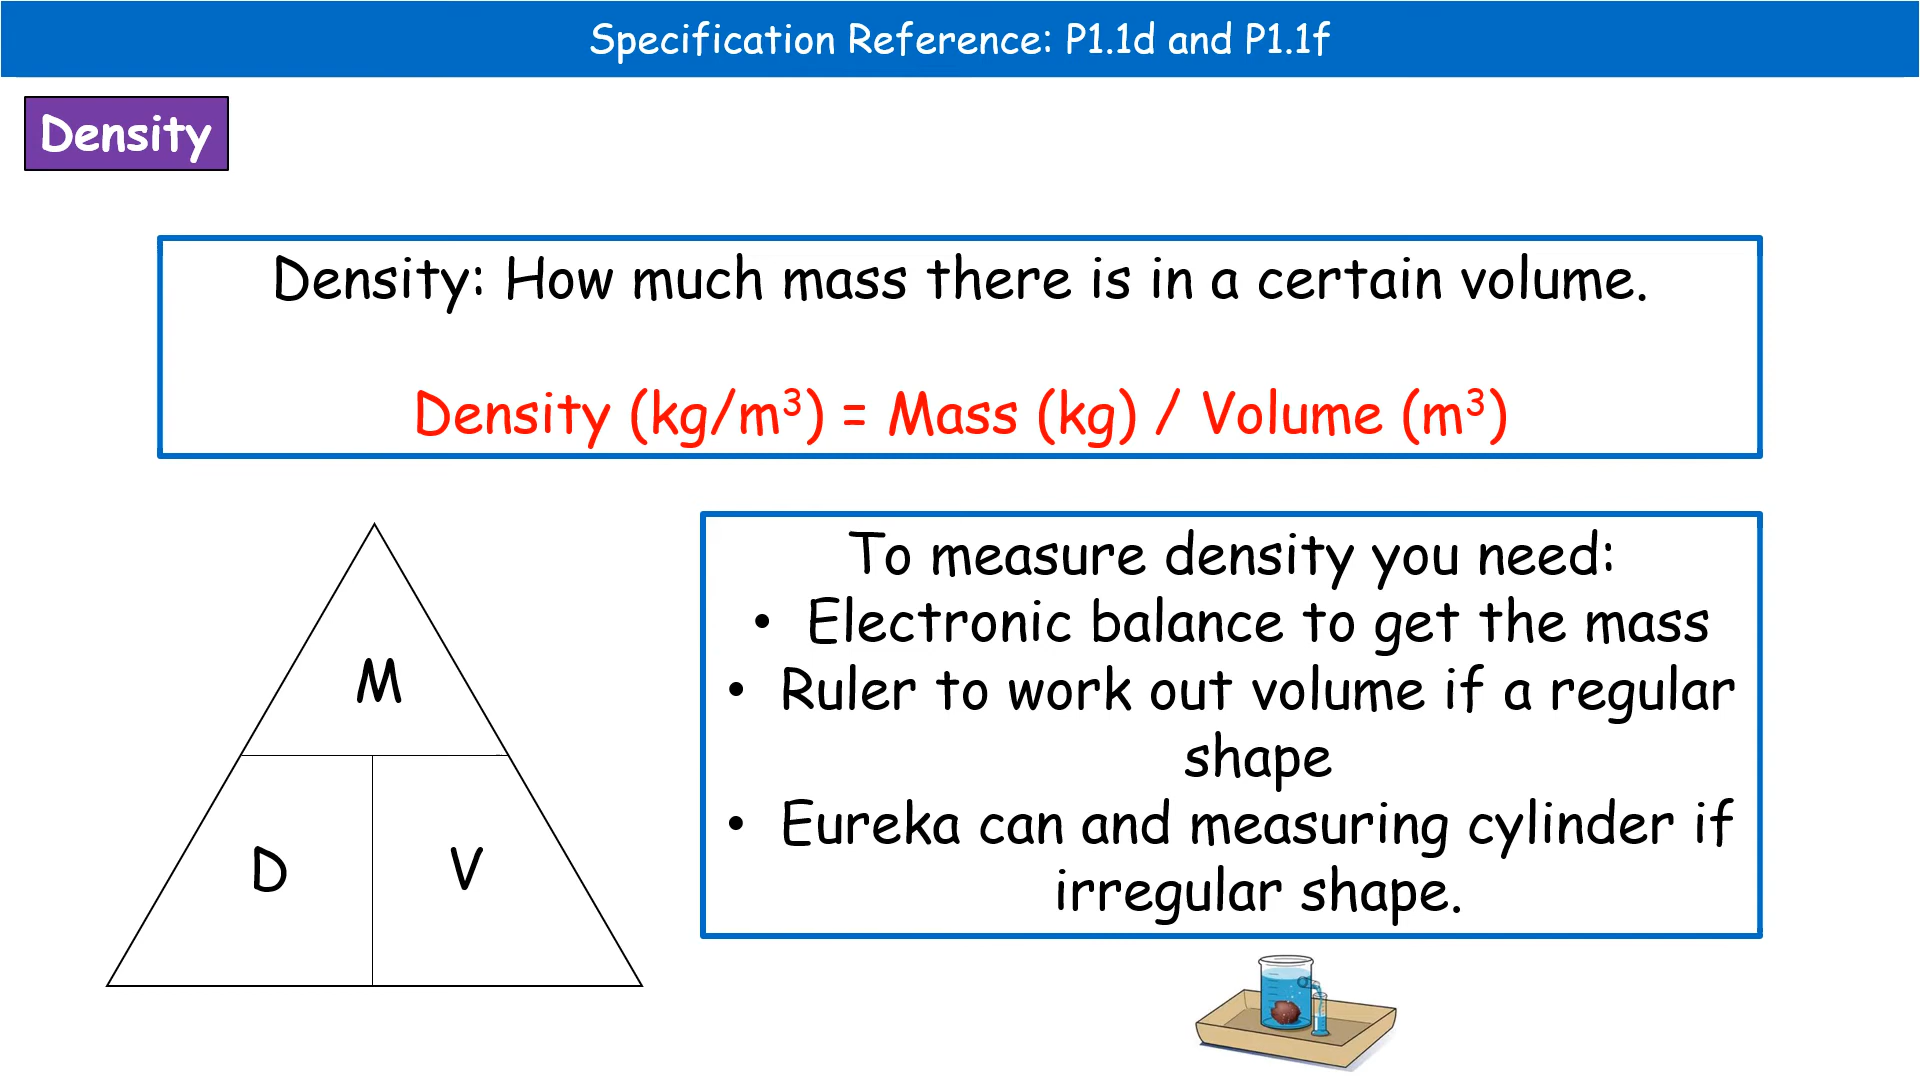 Specification Reference: P1.1d and P1.1f
Density
Density: How much mass there is in a certain volume.
Density (kg/m³) = Mass (kg) / Volume (m³)
M
D V
To measure density you need:
• Electronic balance to get the mass
• Ruler to work out volume if a regular
shape
• Eureka can and measuring cylinder if
irregular shape.